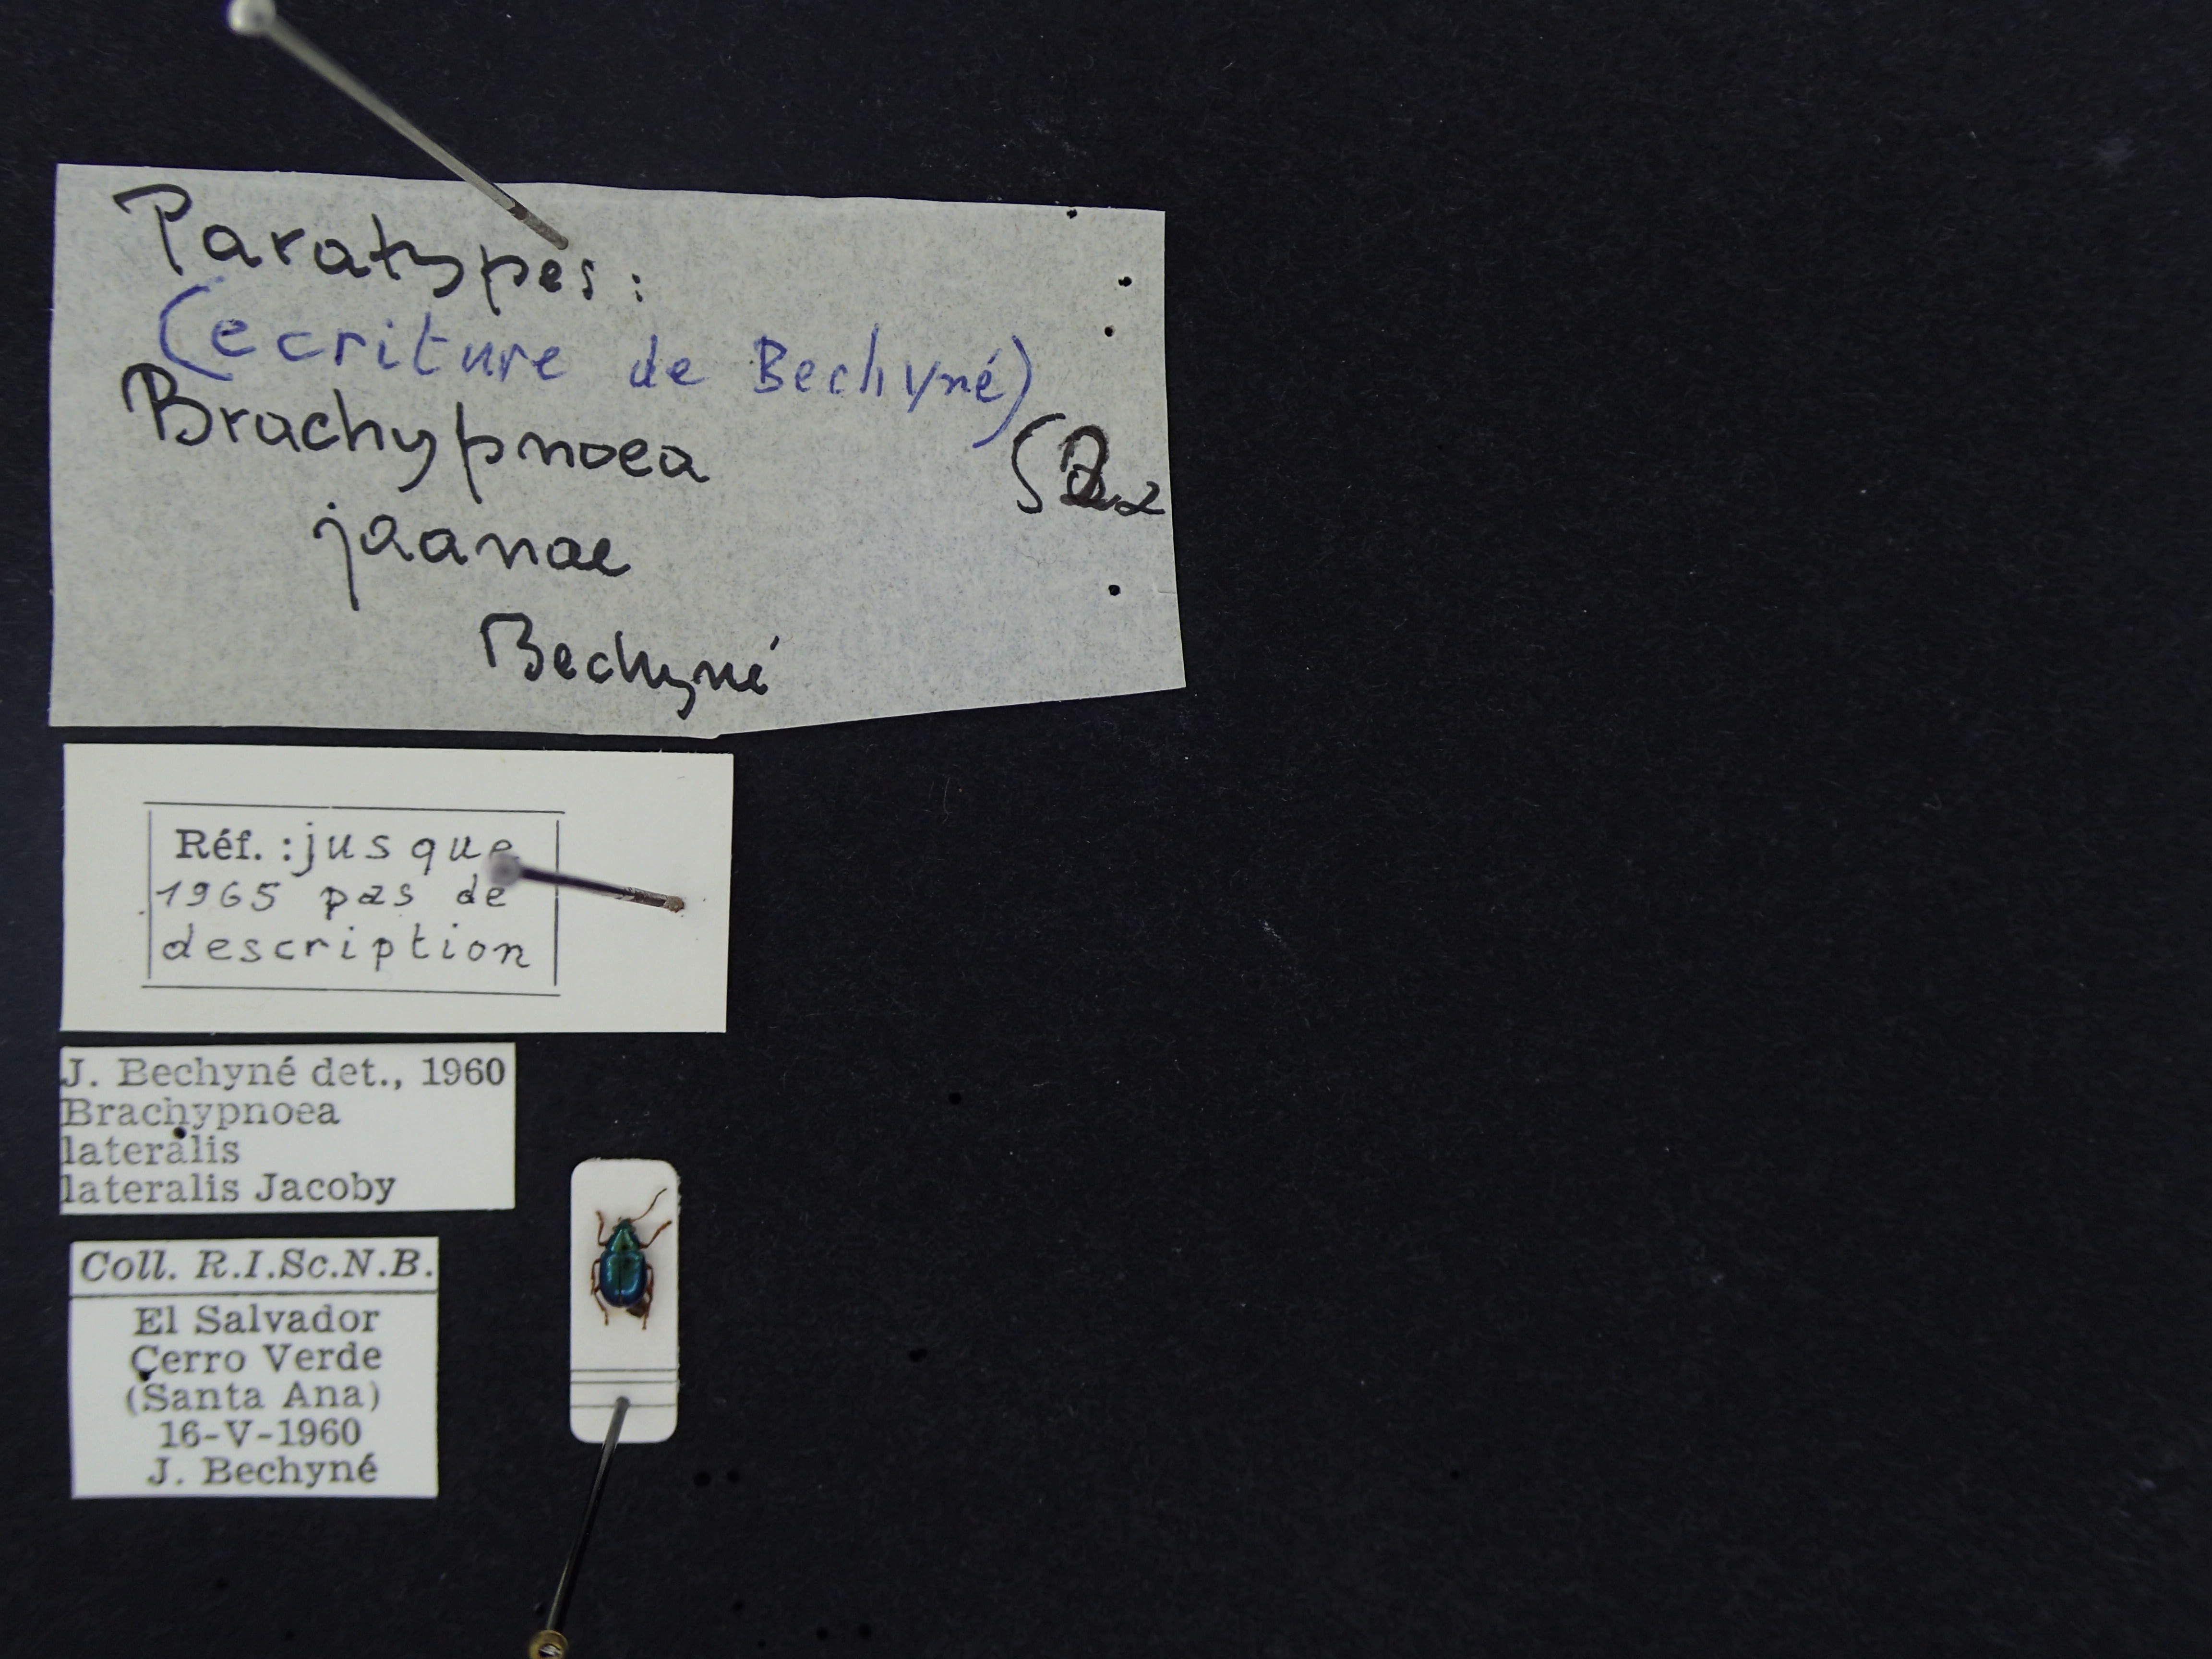 Paratypes:
(ecriture de Bechyné)
Brachypnoea
jaanae
Bechyné
Réf. : jusque
1965 pas de
description
J. Bechyné det., 1960
Brachypnoea
lateralis
lateralis Jacoby
Coll. R.I.Sc.N.B.
El Salvador
Cerro Verde
(Santa Ana)
16-V-1960
J. Bechyné